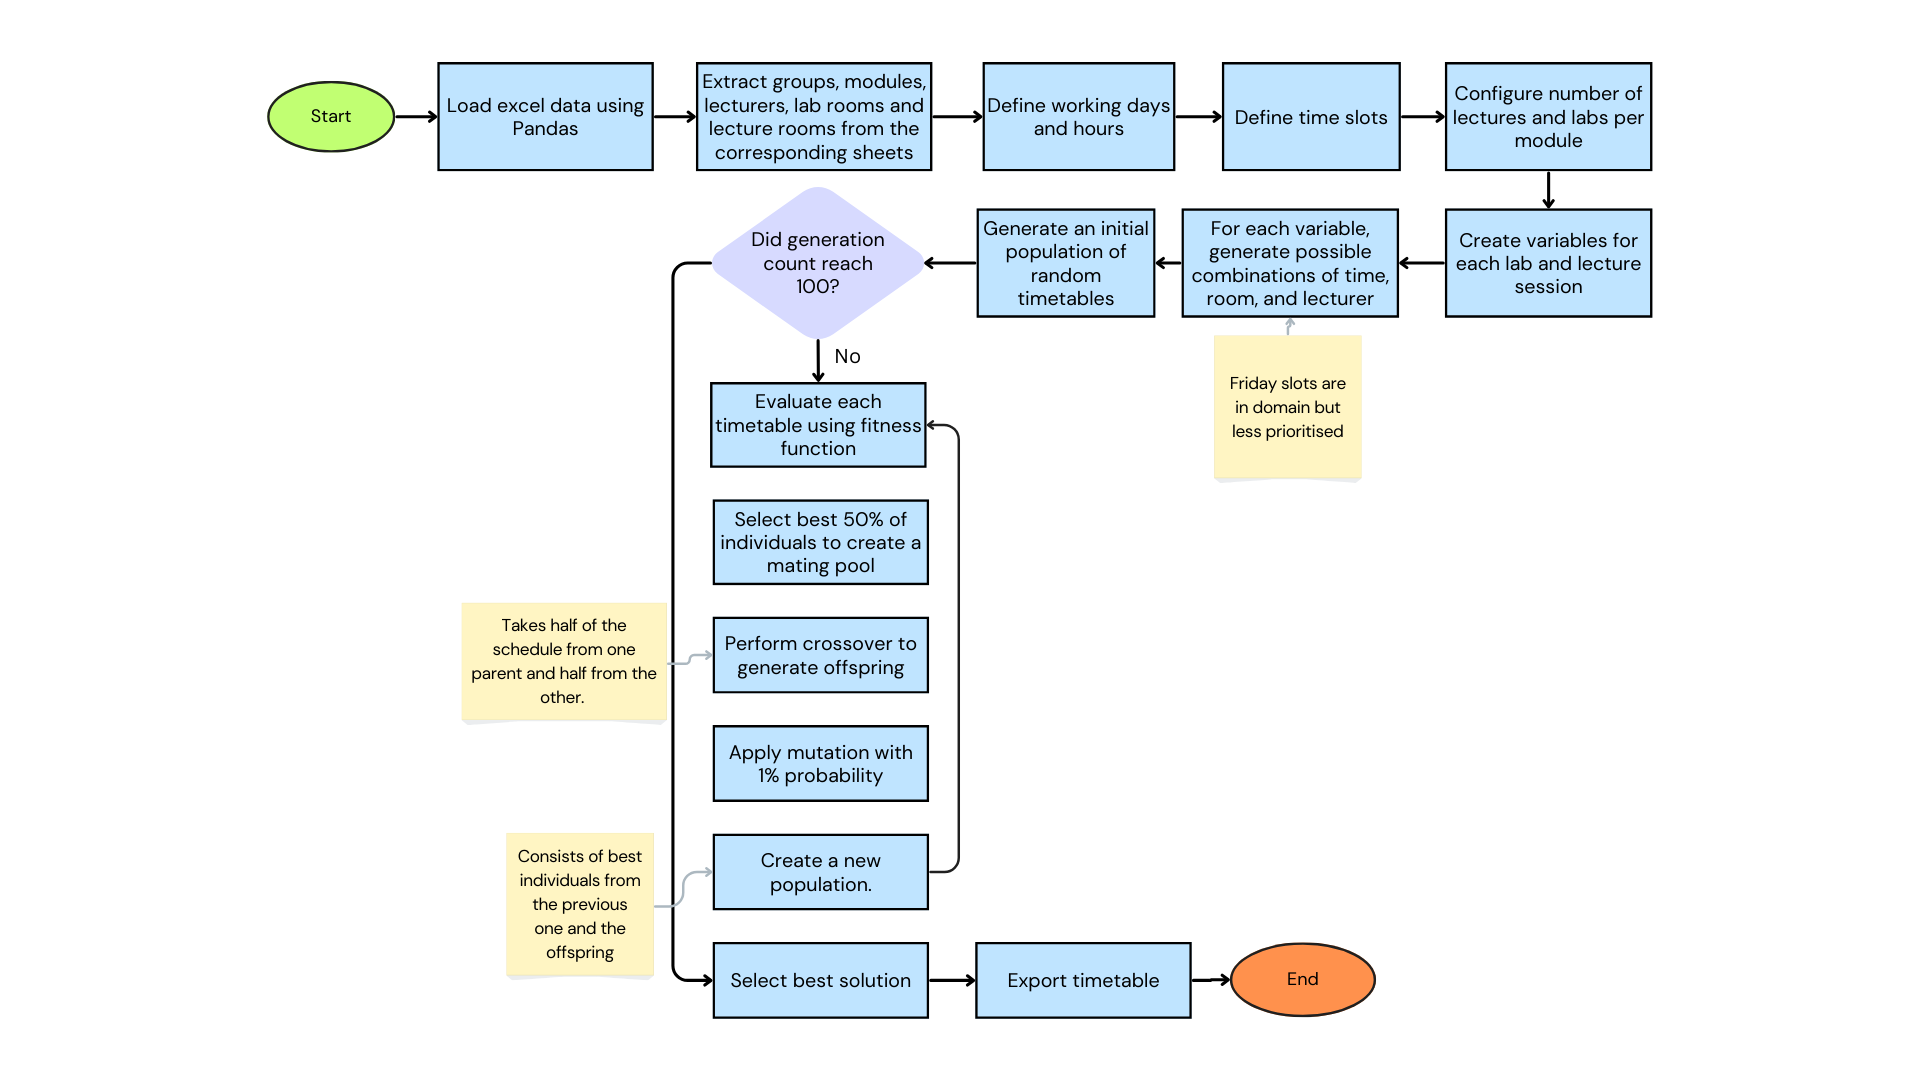 Start
Load excel data using
Pandas
Extract groups, modules,
lecturers, lab rooms and
lecture rooms from the
corresponding sheets
Define working days
and hours
Define time slots
Configure number of
lectures and labs per
module
Create variables for
each lab and lecture
session
For each variable,
generate possible
combinations of time,
room, and lecturer
Friday slots are
in domain but
less prioritised
Generate an initial
population of
random
timetables
Did generation
count reach
100?
No
Evaluate each
timetable using fitness
function
Select best 50% of
individuals to create a
mating pool
Takes half of the
schedule from one
parent and half from the
other.
Perform crossover to
generate offspring
Apply mutation with
1% probability
Consists of best
individuals from
the previous
one and the
offspring
Create a new
population.
Select best solution
Export timetable
End